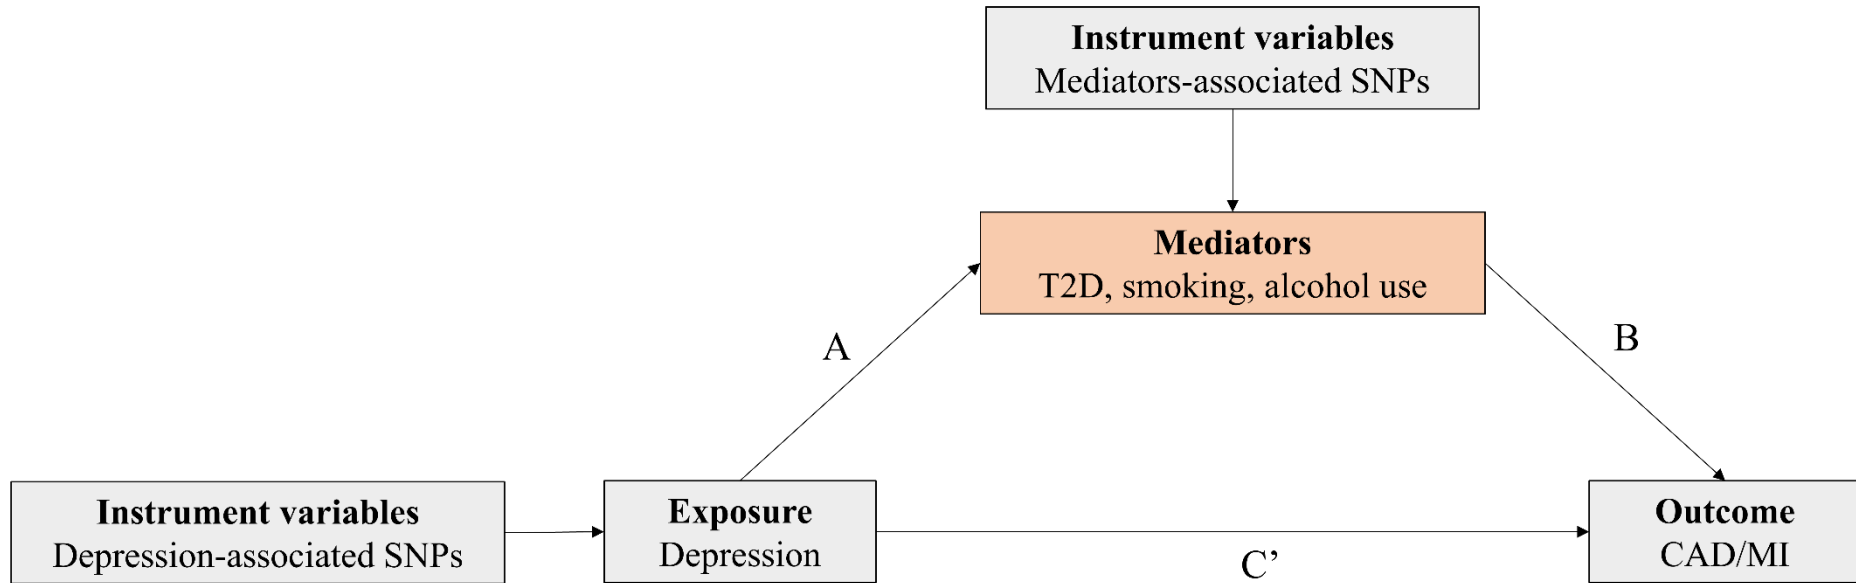 Instrument variables
Mediators-associated SNPs
Mediators
T2D, smoking, alcohol use
A
B
Instrument variables
Depression-associated SNPs
Exposure
Depression
C’
Outcome
CAD/MI